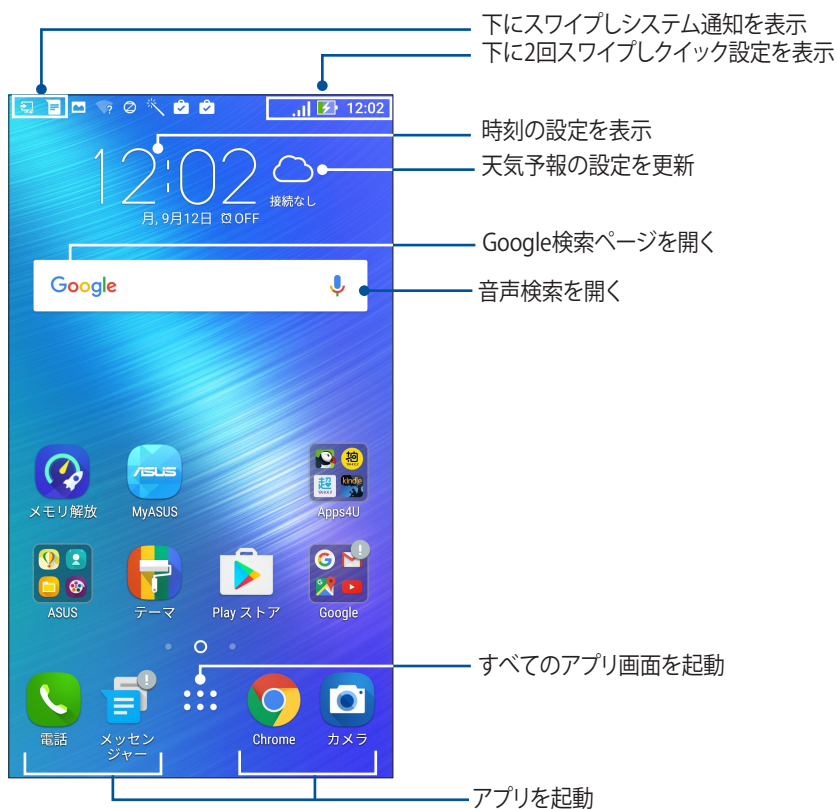 下にスワイプしシステム通知を表示
下に2回スワイプしクイック設定を表示
12:02
時刻の設定を表示
12:02
天気予報の設定を更新
接続なし
月, 9月12日 OFF
Google検索ページを開く
Google
音声検索を開く
/SUS
超
kindle
メモリ解放
MyASUS
Apps4U
ASUS
テーマ
Play ストア
Google
すべてのアプリ画面を起動
電話
メッセン
ジャー
Chrome
カメラ
アプリを起動